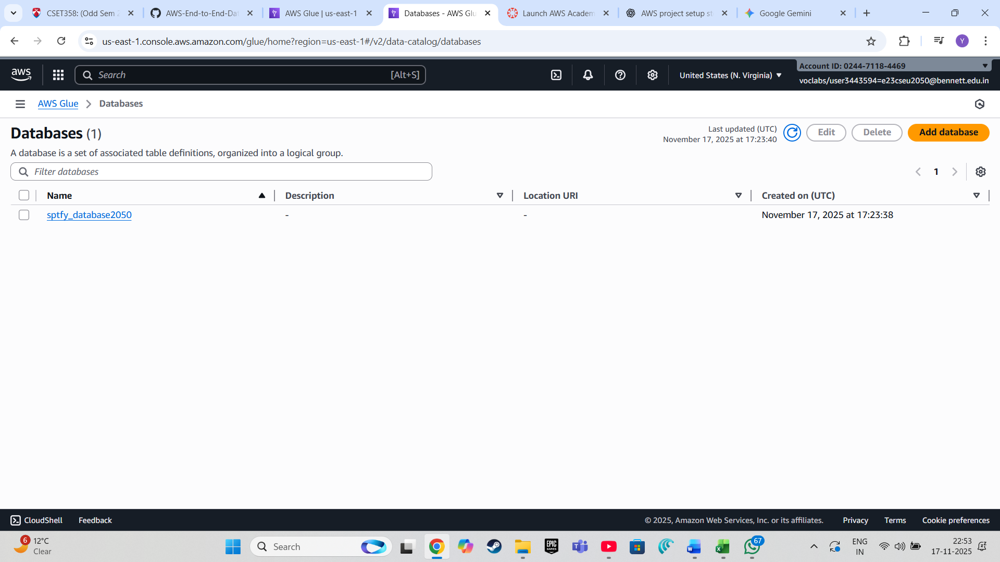 CSET358: (Odd Sem 2
AWS-End-to-End-Dat
AWS Glue | us-east-1
Databases - AWS Glu
Launch AWS Academ
AWS project setup st
Google Gemini
us-east-1.console.aws.amazon.com/glue/home?region=us-east-1#/v2/data-catalog/databases
Y
aws
Search
[Alt+S]
United States (N. Virginia)
Account ID: 0244-7118-4469
voclabs/user3443594=e23cseu2050@bennett.edu.in
AWS Glue
Databases
Databases (1)
Last updated (UTC)
November 17, 2025 at 17:23:40
Edit
Delete
Add database
A database is a set of associated table definitions, organized into a logical group.
Filter databases
1
Name
Description
Location URI
Created on (UTC)
sptfy_database2050
-
-
November 17, 2025 at 17:23:38
CloudShell
Feedback
© 2025, Amazon Web Services, Inc. or its affiliates.
Privacy
Terms
Cookie preferences
6
12°C
Clear
Search
EPIC
GAMES
67
ENG
IN
22:53
17-11-2025